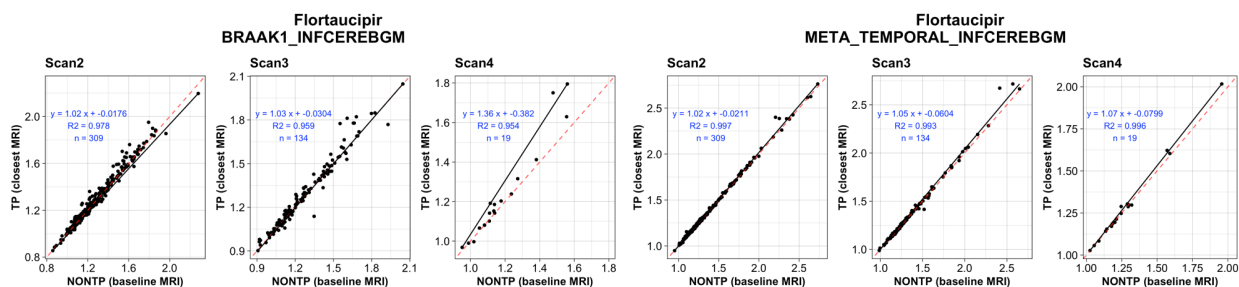 Flortaucipir
BRAAK1_INFCEREBGM
Scan2
y = 1.02 x + -0.0176
R2 = 0.978
n = 309
TP (closest MRI)
2.0
1.6
1.2
0.8
0.8
1.2
1.6
2.0
NONTP (baseline MRI)
Scan3
y = 1.03 x + -0.0304
R2 = 0.959
n = 134
TP (closest MRI)
2.1
1.8
1.5
1.2
0.9
0.9
1.2
1.5
1.8
2.1
NONTP (baseline MRI)
Scan4
y = 1.36 x + -0.382
R2 = 0.954
n = 19
TP (closest MRI)
1.8
1.6
1.4
1.2
1.0
1.0
1.2
1.4
1.6
1.8
NONTP (baseline MRI)
Flortaucipir
META_TEMPORAL_INFCEREBGM
Scan2
y = 1.02 x + -0.0211
R2 = 0.997
n = 309
TP (closest MRI)
2.5
2.0
1.5
1.0
1.0
1.5
2.0
2.5
NONTP (baseline MRI)
Scan3
y = 1.05 x + -0.0604
R2 = 0.993
n = 134
TP (closest MRI)
2.5
2.0
1.5
1.0
1.0
1.5
2.0
2.5
NONTP (baseline MRI)
Scan4
y = 1.07 x + -0.0799
R2 = 0.996
n = 19
TP (closest MRI)
2.00
1.75
1.50
1.25
1.00
1.00
1.25
1.50
1.75
2.00
NONTP (baseline MRI)